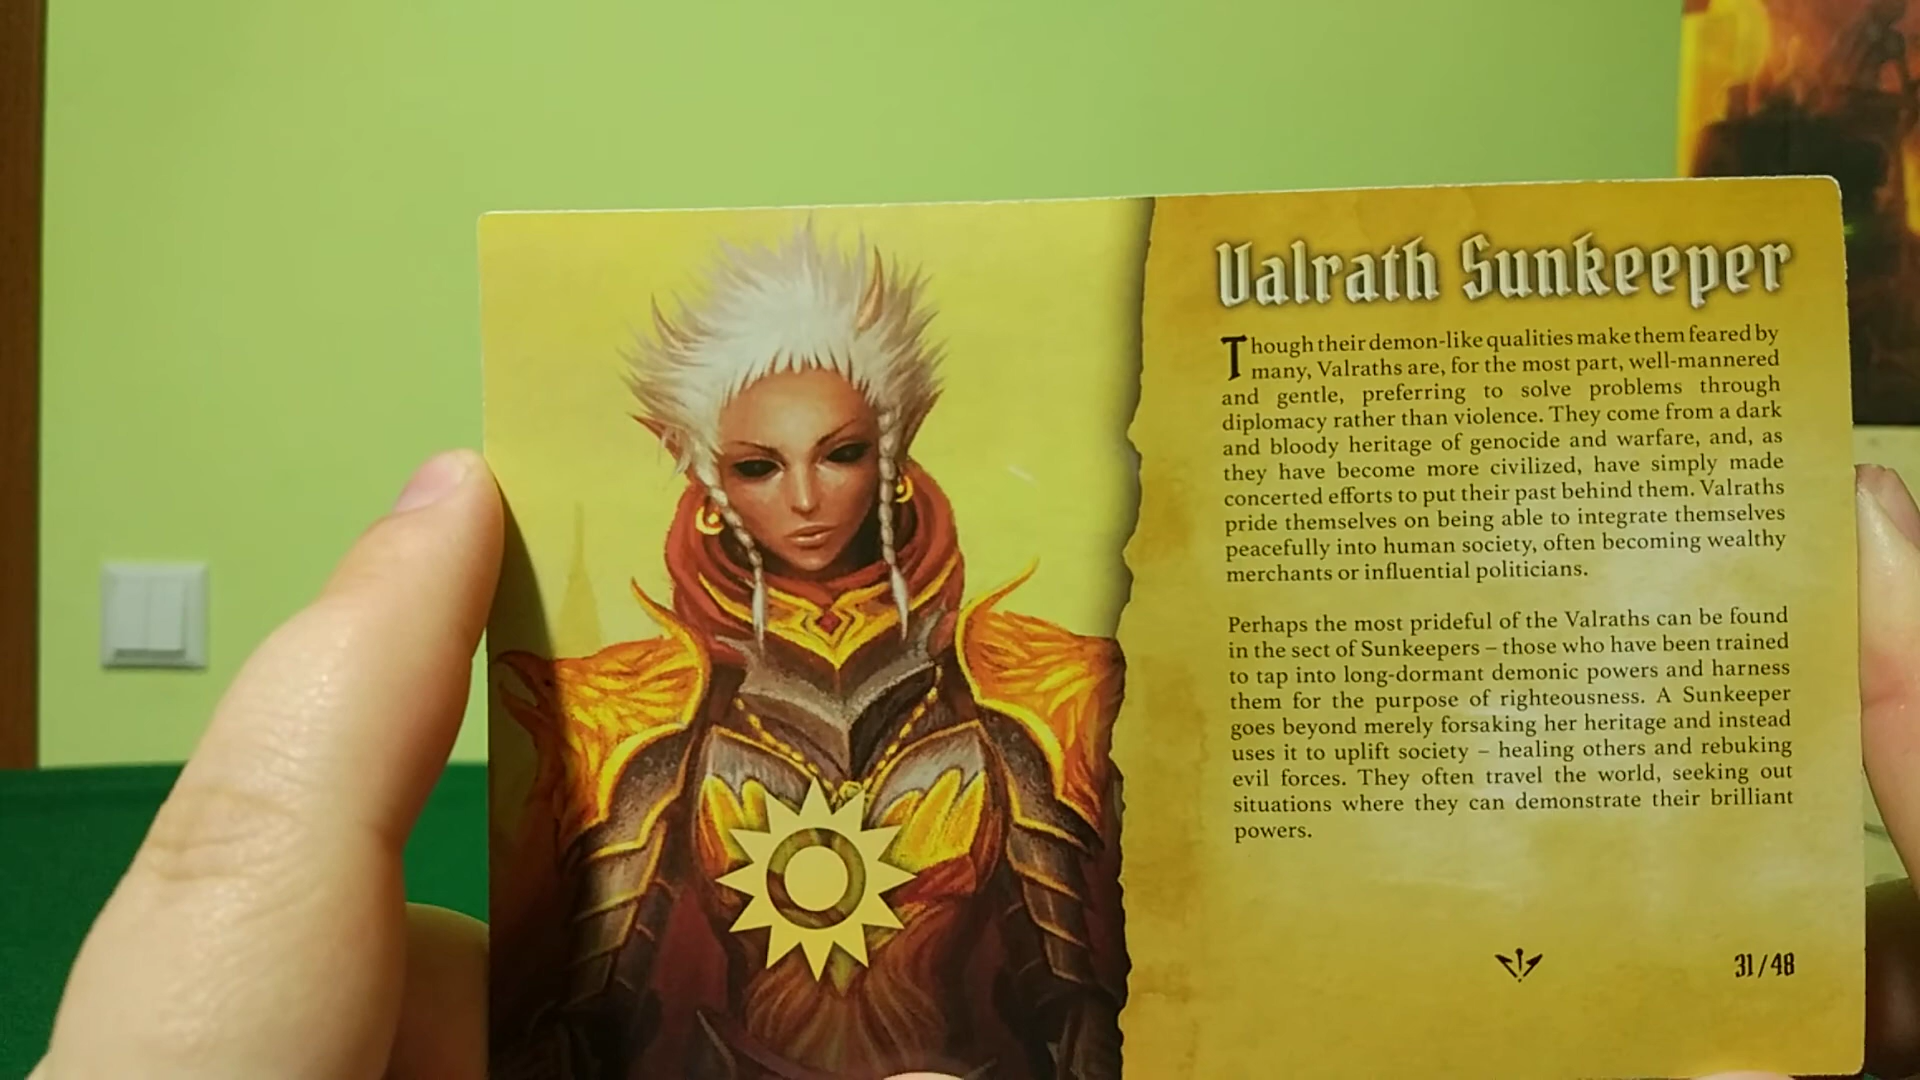 Valrath Sunkeeper
Though their demon-like qualities make them feared by
many, Valraths are, for the most part, well-mannered
and gentle, preferring to solve problems through
diplomacy rather than violence. They come from a dark
and bloody heritage of genocide and warfare, and, as
they have become more civilized, have simply made
concerted efforts to put their past behind them. Valraths
pride themselves on being able to integrate themselves
peacefully into human society, often becoming wealthy
merchants or influential politicians.
Perhaps the most prideful of the Valraths can be found
in the sect of Sunkeepers – those who have been trained
to tap into long-dormant demonic powers and harness
them for the purpose of righteousness. A Sunkeeper
goes beyond merely forsaking her heritage and instead
uses it to uplift society – healing others and rebuking
evil forces. They often travel the world, seeking out
situations where they can demonstrate their brilliant
powers.
31/48